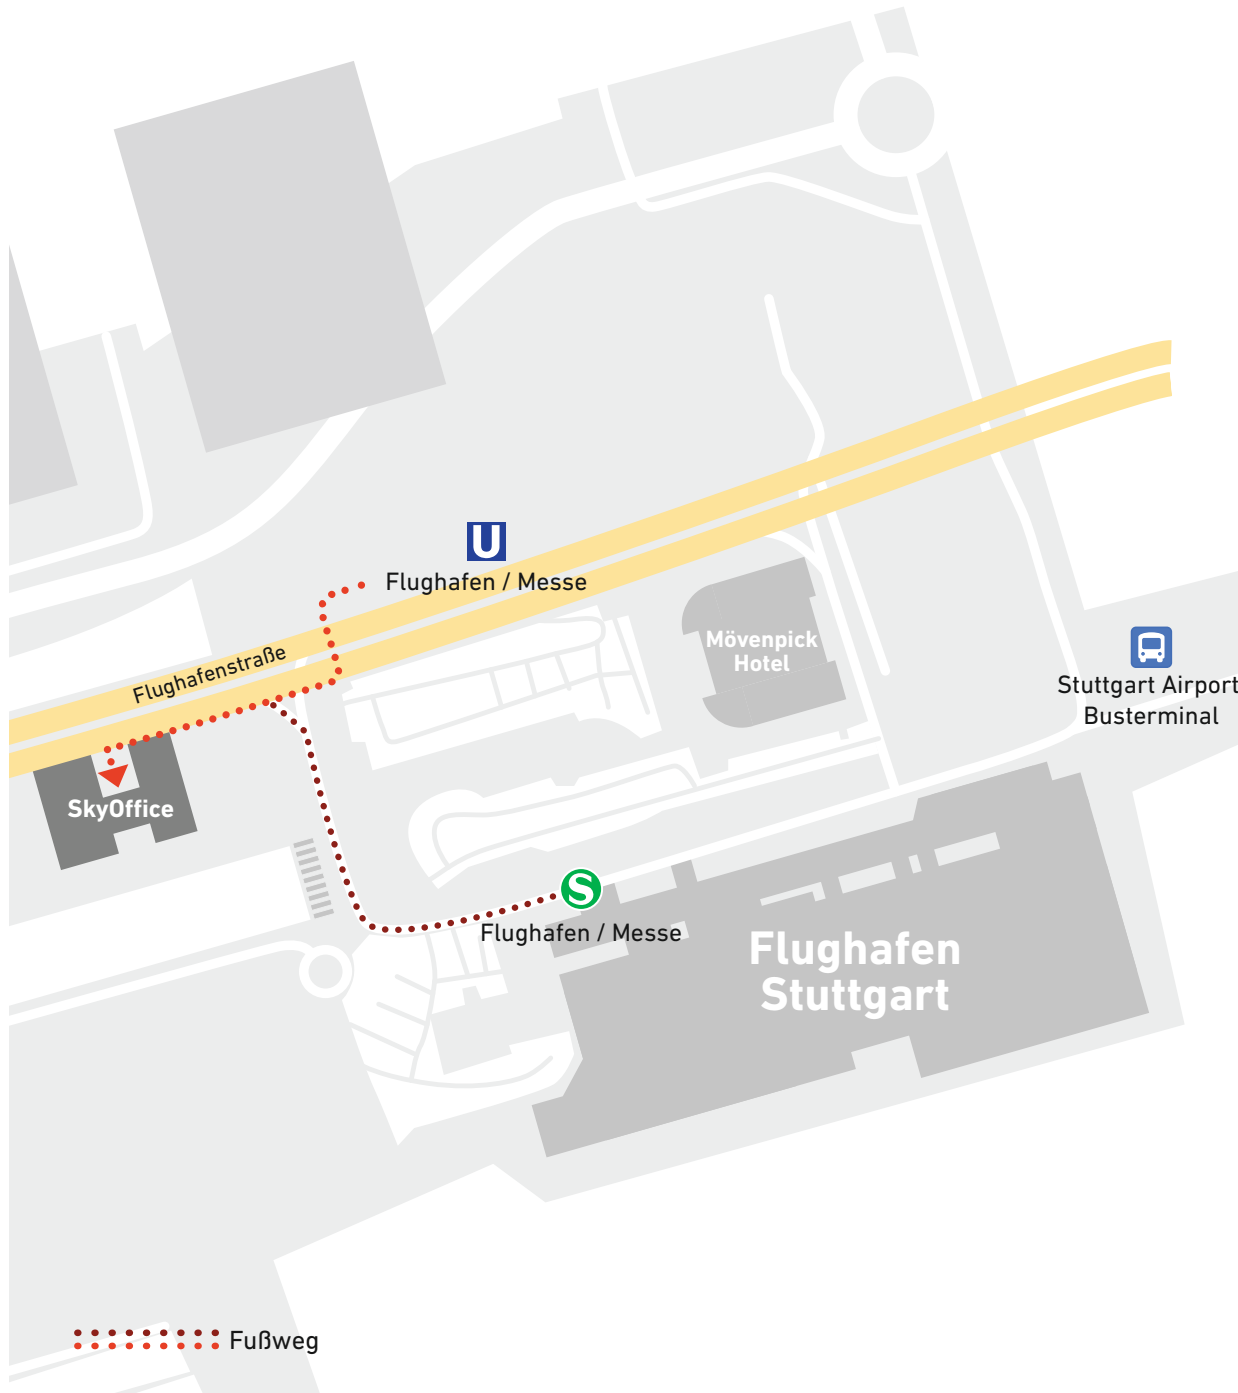 U
Flughafen / Messe
Flughafenstraße
Mövenpick
Hotel
Stuttgart Airport
Busterminal
SkyOffice
S
Flughafen / Messe
Flughafen
Stuttgart
Fußweg